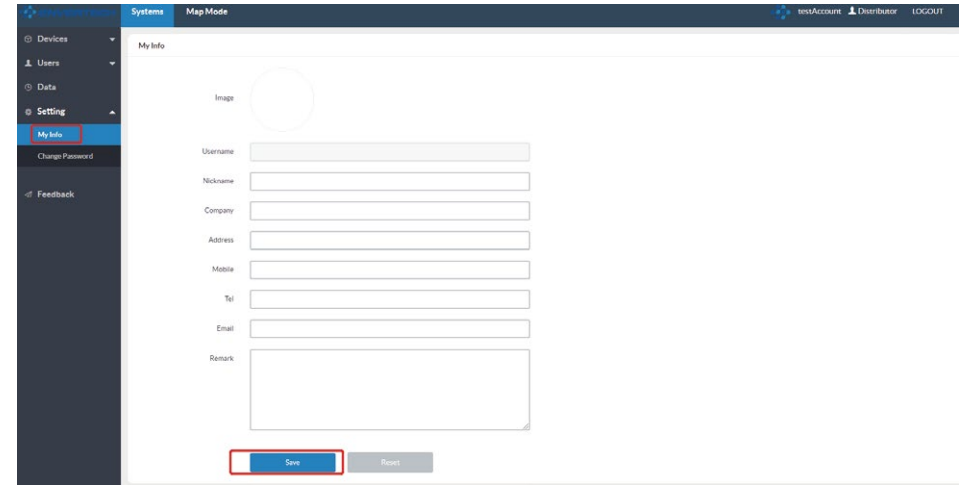 Systems Map Mode testAccount Distributor LOGOUT
Devices
Users
Data
Setting
My Info
Change Password
Feedback
My Info
Image
Username
Nickname
Company
Address
Mobile
Tel
Email
Remark
Save Reset